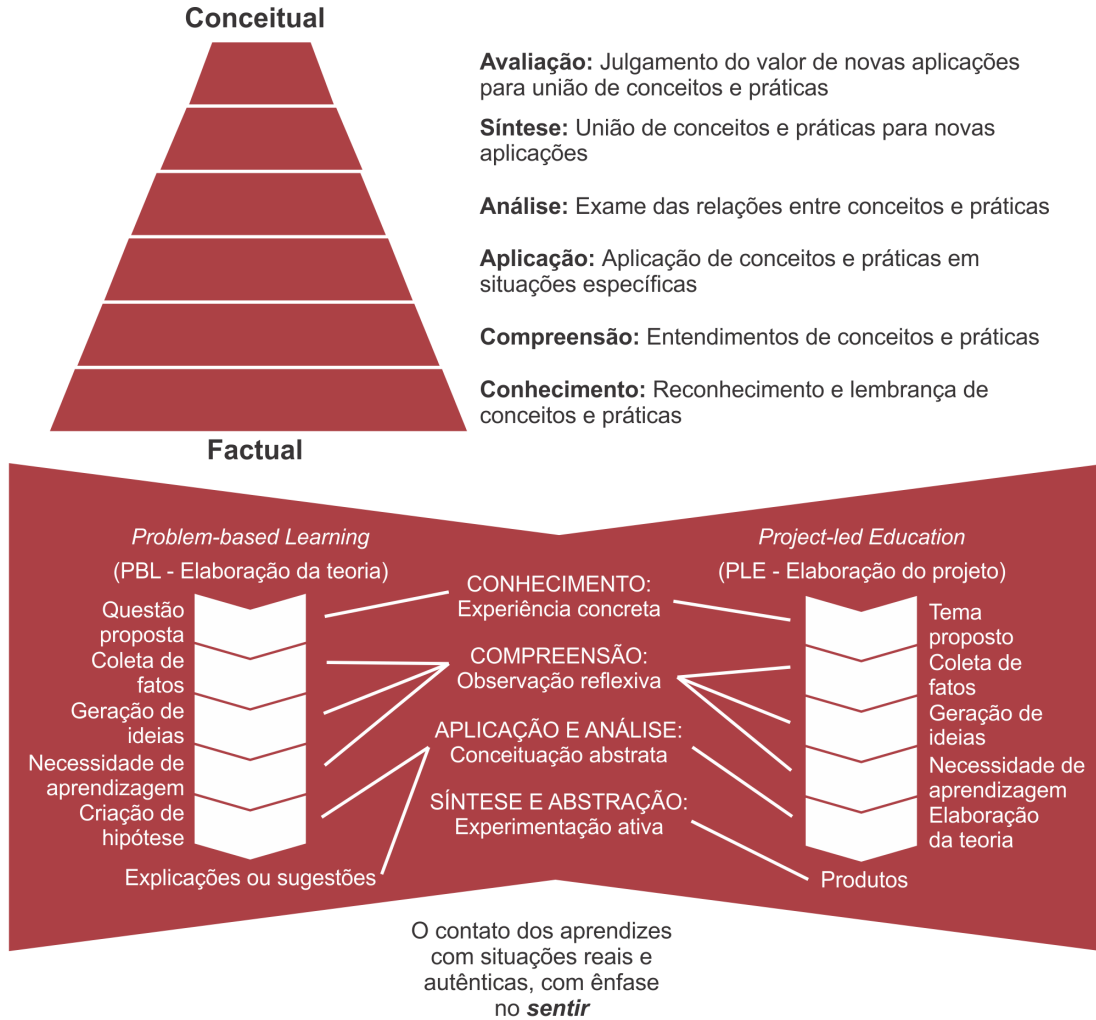 Conceitual
Avaliação: Julgamento do valor de novas aplicações
para união de conceitos e práticas
Síntese: União de conceitos e práticas para novas
aplicações
Análise: Exame das relações entre conceitos e práticas
Aplicação: Aplicação de conceitos e práticas em
situações específicas
Compreensão: Entendimentos de conceitos e práticas
Conhecimento: Reconhecimento e lembrança de
conceitos e práticas
Factual
Problem-based Learning
(PBL - Elaboração da teoria)
Questão
proposta
Coleta de
fatos
Geração de
ideias
Necessidade de
aprendizagem
Criação de
hipótese
Explicações ou sugestões
CONHECIMENTO:
Experiência concreta
COMPREENSÃO:
Observação reflexiva
APLICAÇÃO E ANÁLISE:
Conceituação abstrata
SÍNTESE E ABSTRAÇÃO:
Experimentação ativa
Project-led Education
(PLE - Elaboração do projeto)
Tema
proposto
Coleta de
fatos
Geração de
ideias
Necessidade de
aprendizagem
Elaboração
da teoria
Produtos
O contato dos aprendizes
com situações reais e
autênticas, com ênfase
no sentir